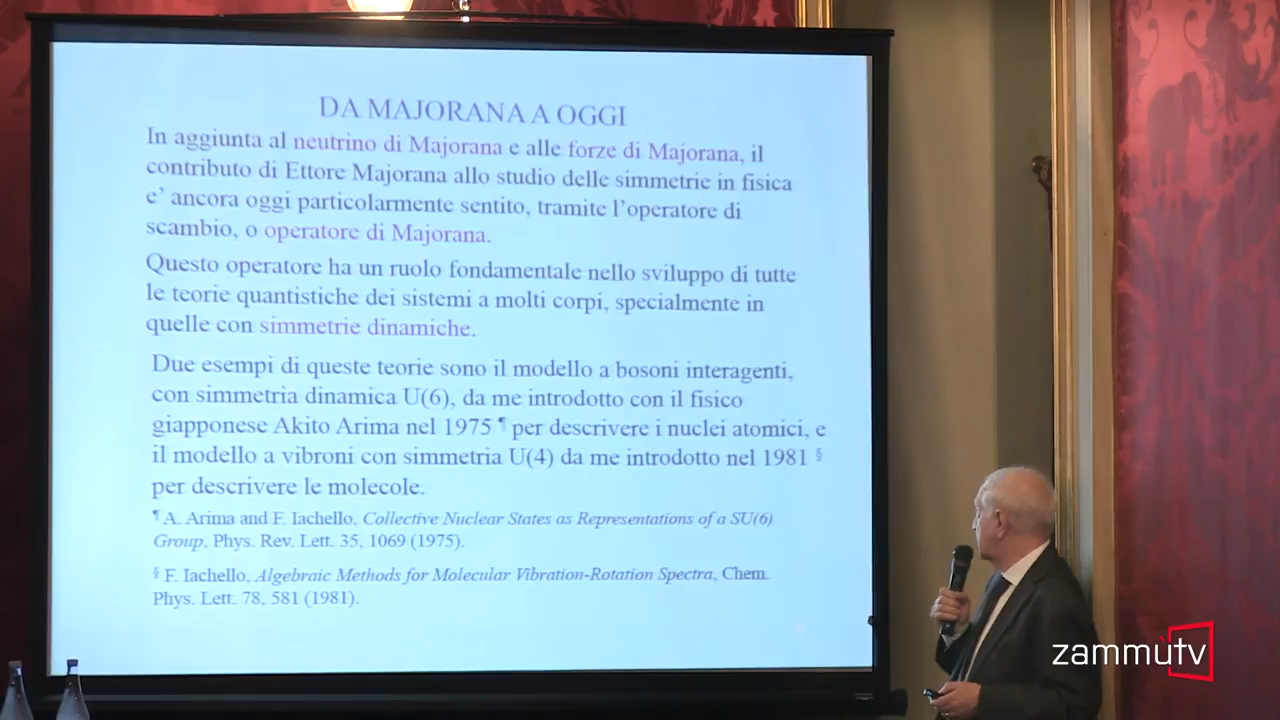 DA MAJORANA A OGGI
In aggiunta al neutrino di Majorana e alle forze di Majorana, il
contributo di Ettore Majorana allo studio delle simmetrie in fisica
e' ancora oggi particolarmente sentito, tramite l'operatore di
scambio, o operatore di Majorana.
Questo operatore ha un ruolo fondamentale nello sviluppo di tutte
le teorie quantistiche dei sistemi a molti corpi, specialmente in
quelle con simmetrie dinamiche.
Due esempi di queste teorie sono il modello a bosoni interagenti,
con simmetria dinamica U(6), da me introdotto con il fisico
giapponese Akito Arima nel 1975 ¶ per descrivere i nuclei atomici, e
il modello a vibroni con simmetria U(4) da me introdotto nel 1981 §
per descrivere le molecole.
¶ A. Arima and F. Iachello, Collective Nuclear States as Representations of a SU(6)
Group, Phys. Rev. Lett. 35, 1069 (1975).
§ F. Iachello, Algebraic Methods for Molecular Vibration-Rotation Spectra, Chem.
Phys. Lett. 78, 581 (1981).
zammùtv